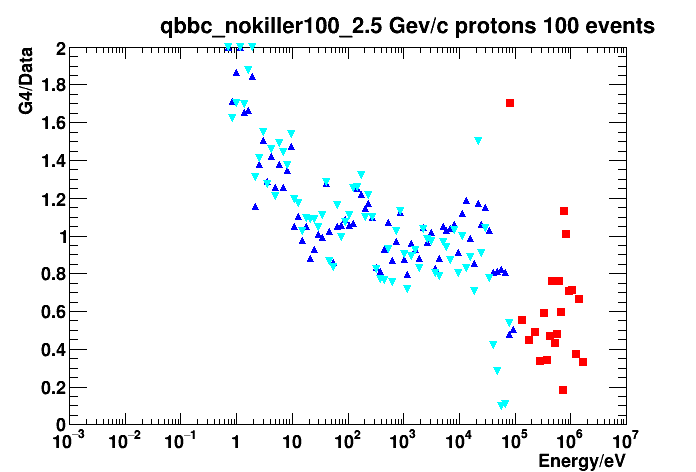 qbbc_nokiller100_2.5 Gev/c protons 100 events
G4/Data
2
1.8
1.6
1.4
1.2
1
0.8
0.6
0.4
0.2
0
10⁻³ 10⁻² 10⁻¹ 1 10 10² 10³ 10⁴ 10⁵ 10⁶ 10⁷
Energy/eV